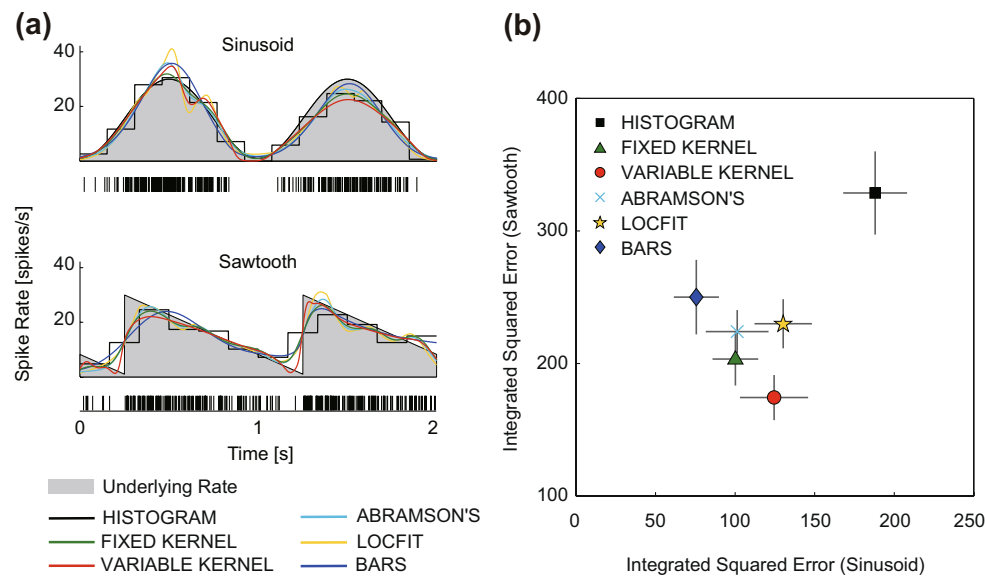 (a)
Sinusoid
40
20
Sawtooth
40
20
Spike Rate [spikes/s]
0
1
2
Time [s]
Underlying Rate
HISTOGRAM
FIXED KERNEL
VARIABLE KERNEL
ABRAMSON'S
LOCFIT
BARS
(b)
400
300
200
100
Integrated Squared Error (Sawtooth)
HISTOGRAM
FIXED KERNEL
VARIABLE KERNEL
ABRAMSON'S
LOCFIT
BARS
0
50
100
150
200
250
Integrated Squared Error (Sinusoid)